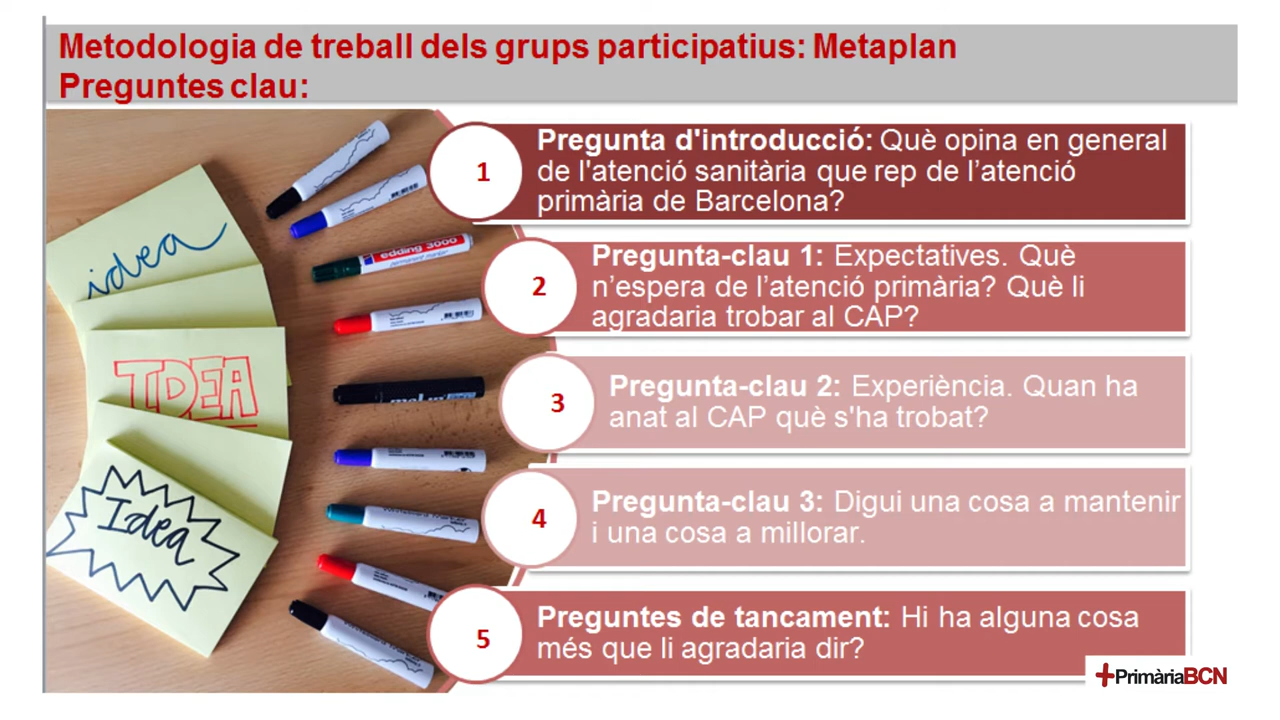 Metodologia de treball dels grups participatius: Metaplan
Preguntes clau:
idea
IDEA
Idea
edding 3000
permanent marker
1
Pregunta d'introducció: Què opina en general
de l'atenció sanitària que rep de l’atenció
primària de Barcelona?
2
Pregunta-clau 1: Expectatives. Què
n’espera de l’atenció primària? Què li
agradaria trobar al CAP?
3
Pregunta-clau 2: Experiència. Quan ha
anat al CAP què s'ha trobat?
4
Pregunta-clau 3: Digui una cosa a mantenir
i una cosa a millorar.
5
Preguntes de tancament: Hi ha alguna cosa
més que li agradaria dir?
+PrimàriaBCN